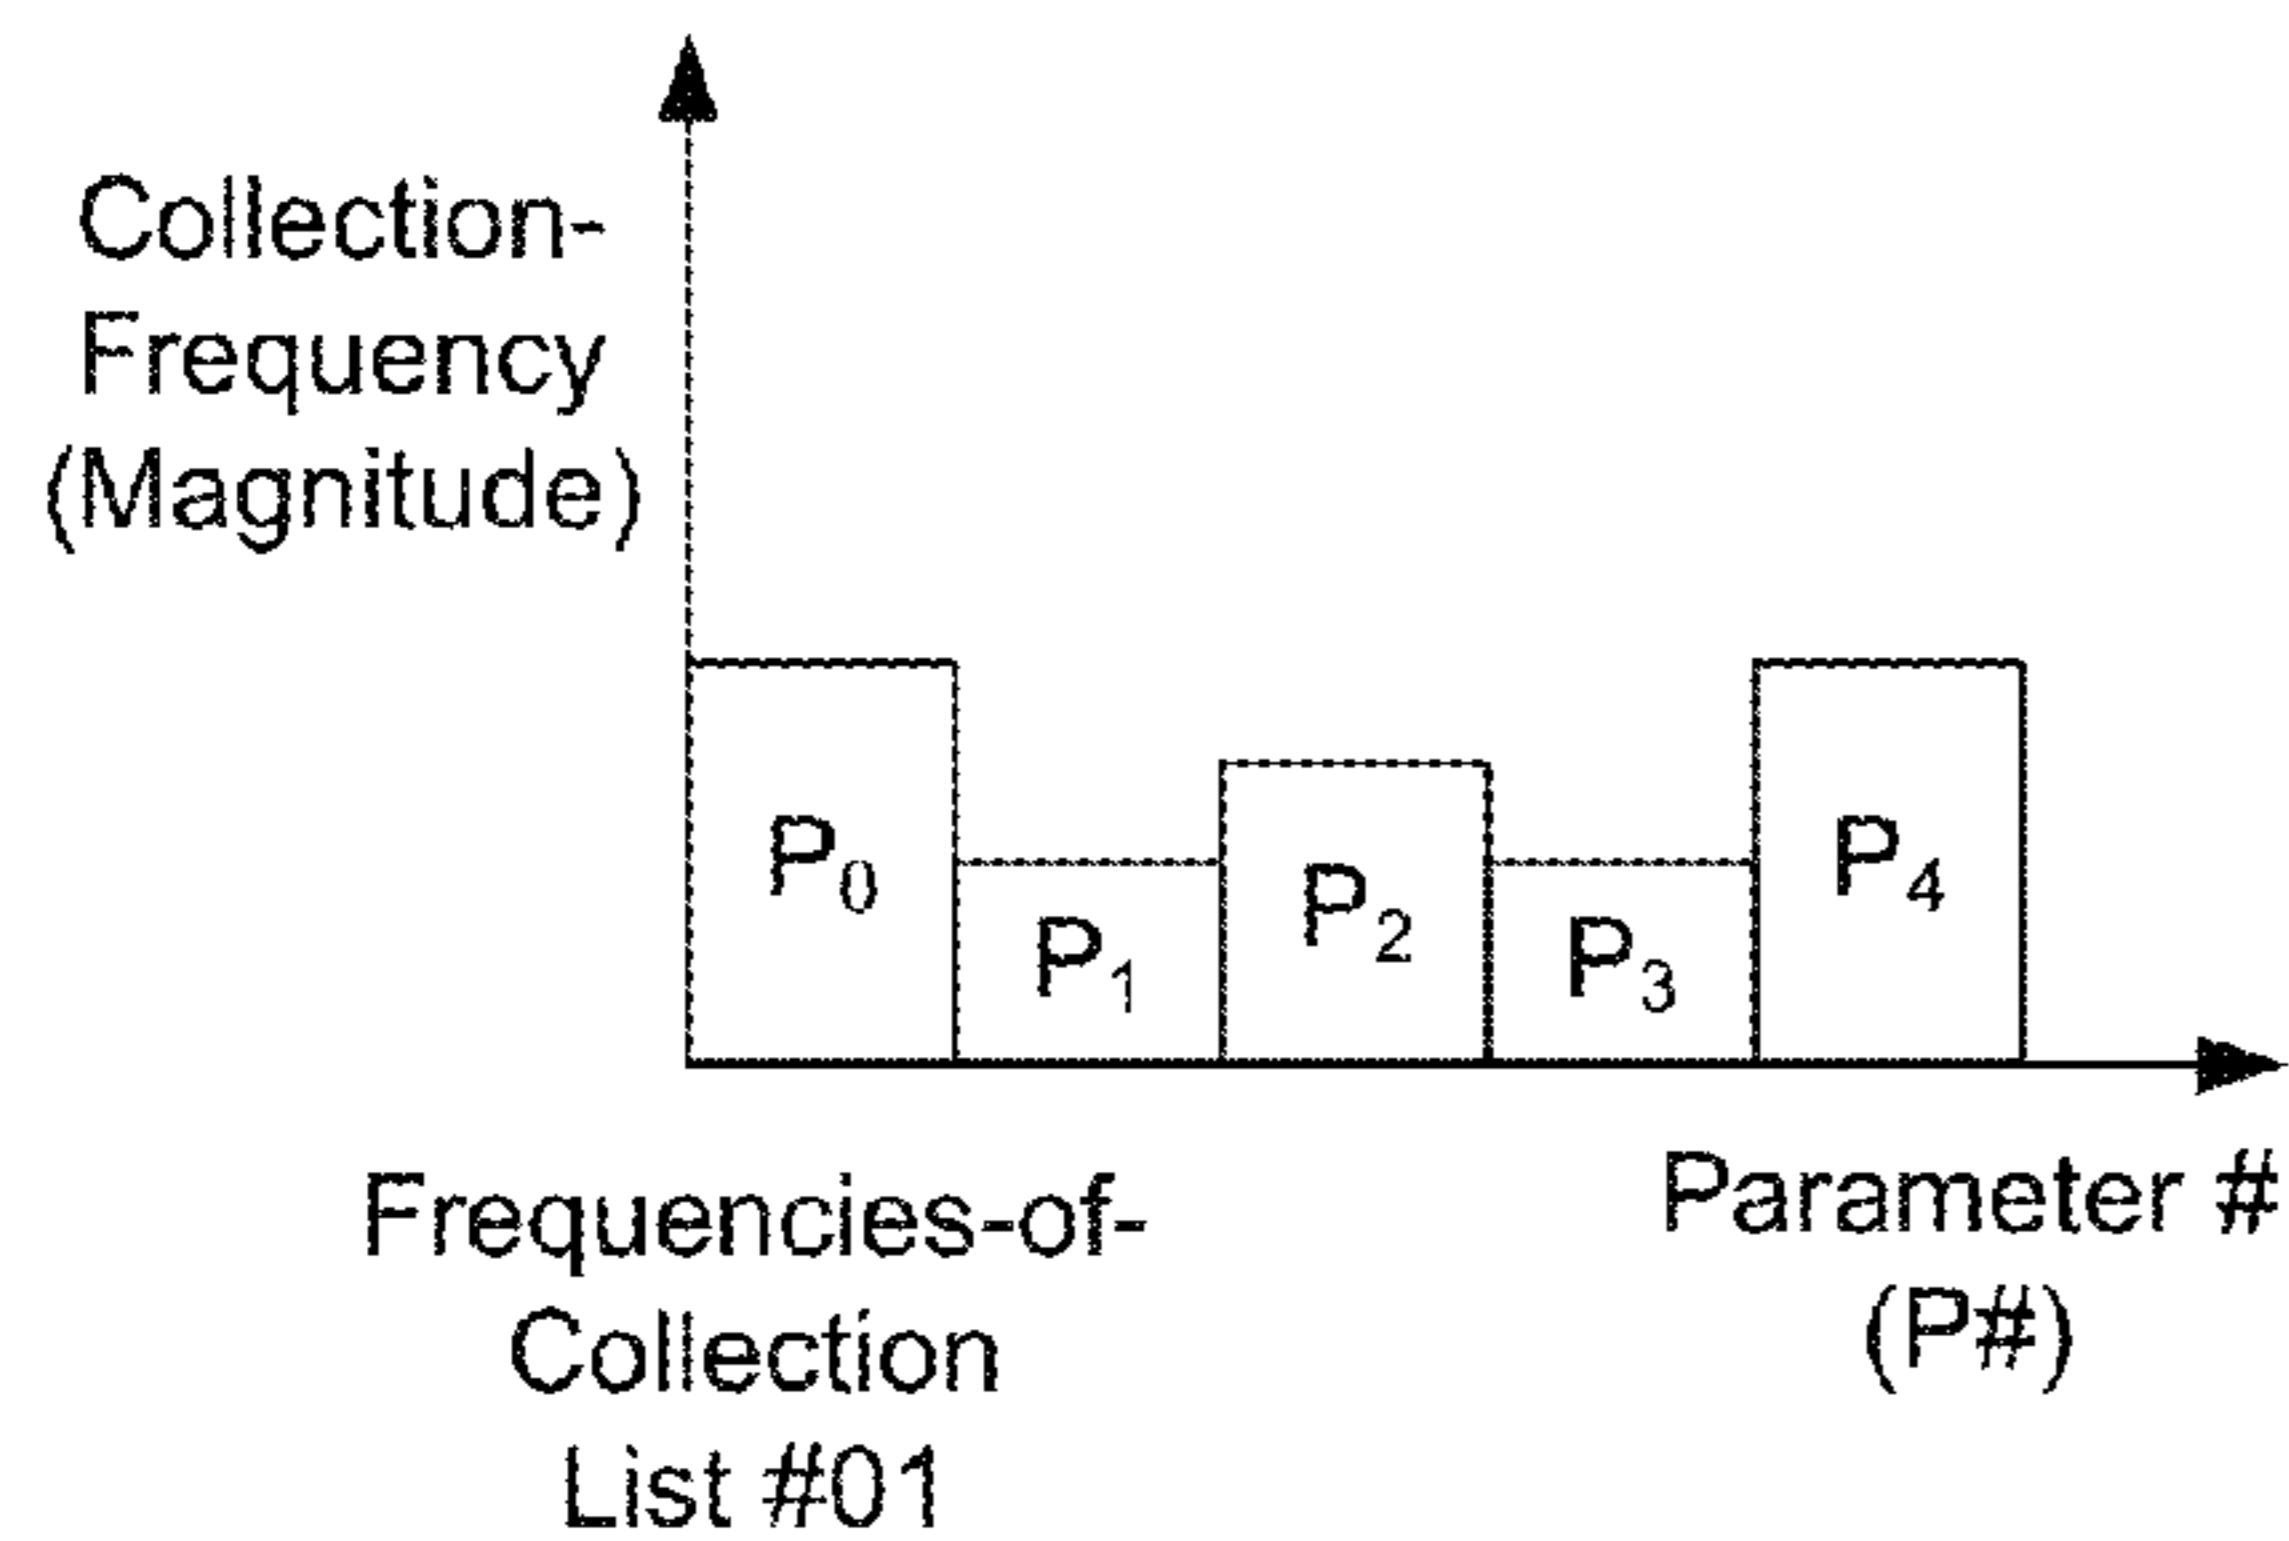 Collection-
Frequency
(Magnitude)
P0
P1
P2
P3
P4
Frequencies-of-
Collection
List #01
Parameter #
(P#)